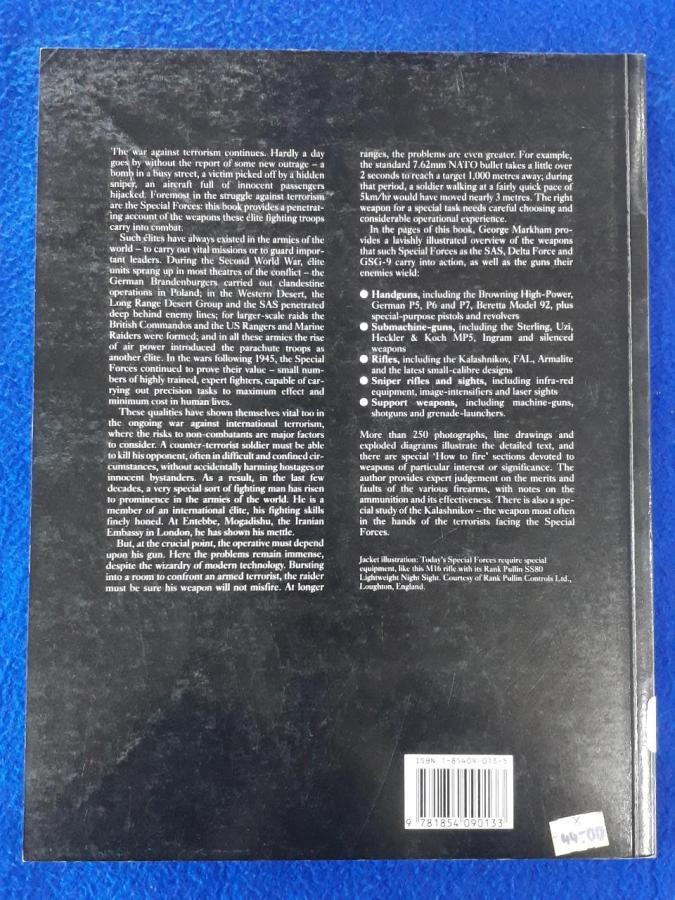 The war against terrorism continues. Hardly a day
goes by without the report of some new outrage – a
bomb in a busy street, a victim picked off by a hidden
sniper, an aircraft full of innocent passengers
hijacked. Foremost in the struggle against terrorism
are the Special Forces: this book provides a penetrat-
ing account of the weapons these élite fighting troops
carry into combat.
Such élites have always existed in the armies of the
world – to carry out vital missions or to guard impor-
tant leaders. During the Second World War, élite
units sprang up in most theatres of the conflict – the
German Brandenburgers carried out clandestine
operations in Poland; in the Western Desert, the
Long Range Desert Group and the SAS penetrated
deep behind enemy lines; for larger-scale raids the
British Commandos and the US Rangers and Marine
Raiders were formed; and in all these armies the rise
of air power introduced the parachute troops as
another élite. In the wars following 1945, the Special
Forces continued to prove their value – small num-
bers of highly trained, expert fighters, capable of car-
rying out precision tasks to maximum effect and
minimum cost in human lives.
These qualities have shown themselves vital too in
the ongoing war against international terrorism,
where the risks to non-combatants are major factors
to consider. A counter-terrorist soldier must be able
to kill his opponent, often in difficult and confined cir-
cumstances, without accidentally harming hostages or
innocent bystanders. As a result, in the last few
decades, a very special sort of fighting man has risen
to prominence in the armies of the world. He is a
member of an international élite, his fighting skills
finely honed. At Entebbe, Mogadishu, the Iranian
Embassy in London, he has shown his mettle.
But, at the crucial point, the operative must depend
upon his gun. Here the problems remain immense,
despite the wizardry of modern technology. Bursting
into a room to confront an armed terrorist, the raider
must be sure his weapon will not misfire. At longer
ranges, the problems are even greater. For example,
the standard 7.62mm NATO bullet takes a little over
2 seconds to reach a target 1,000 metres away; during
that period, a soldier walking at a fairly quick pace of
5km/hr would have moved nearly 3 metres. The right
weapon for a special task needs careful choosing and
considerable operational experience.
In the pages of this book, George Markham pro-
vides a lavishly illustrated overview of the weapons
that such Special Forces as the SAS, Delta Force and
GSG-9 carry into action, as well as the guns their
enemies wield:
● Handguns, including the Browning High-Power,
German P5, P6 and P7, Beretta Model 92, plus
special-purpose pistols and revolvers
● Submachine-guns, including the Sterling, Uzi,
Heckler & Koch MP5, Ingram and silenced
weapons
● Rifles, including the Kalashnikov, FAL, Armalite
and the latest small-calibre designs
● Sniper rifles and sights, including infra-red
equipment, image-intensifiers and laser sights
● Support weapons, including machine-guns,
shotguns and grenade-launchers.
More than 250 photographs, line drawings and
exploded diagrams illustrate the detailed text, and
there are special 'How to fire' sections devoted to
weapons of particular interest or significance. The
author provides expert judgement on the merits and
faults of the various firearms, with notes on the
ammunition and its effectiveness. There is also a spe-
cial study of the Kalashnikov – the weapon most often
in the hands of the terrorists facing the Special
Forces.
Jacket illustration: Today's Special Forces require special
equipment, like this M16 rifle with its Rank Pullin SS80
Lightweight Night Sight. Courtesy of Rank Pullin Controls Ltd.,
Loughton, England.
ISBN 1-85409-013-5
9 781854 090133
x
44-00